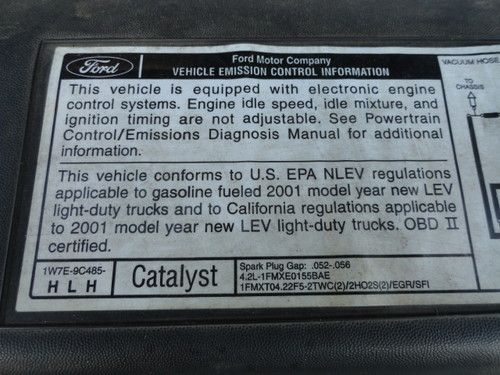 Ford
Ford Motor Company
VEHICLE EMISSION CONTROL INFORMATION
VACUUM HOSE
TO
CHASSIS
This vehicle is equipped with electronic engine
control systems. Engine idle speed, idle mixture, and
ignition timing are not adjustable. See Powertrain
Control/Emissions Diagnosis Manual for additional
information.
This vehicle conforms to U.S. EPA NLEV regulations
applicable to gasoline fueled 2001 model year new LEV
light-duty trucks and to California regulations applicable
to 2001 model year new LEV light-duty trucks. OBD II
certified.
1W7E-9C485-
HLH
Catalyst
Spark Plug Gap: .052-.056
4.2L-1FMXE0155BAE
1FMXT04.22F5-2TWC(2)/2HO2S(2)/EGR/SFI